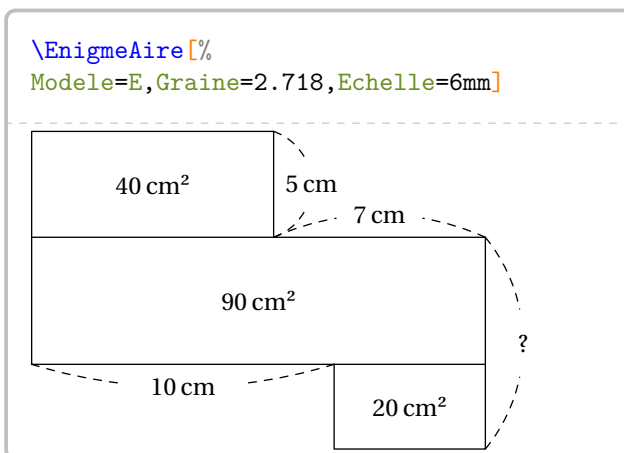 \EnigmeAire[%
Modele=E,Graine=2.718,Echelle=6mm]
40 cm²
5 cm
7 cm
90 cm²
?
10 cm
20 cm²